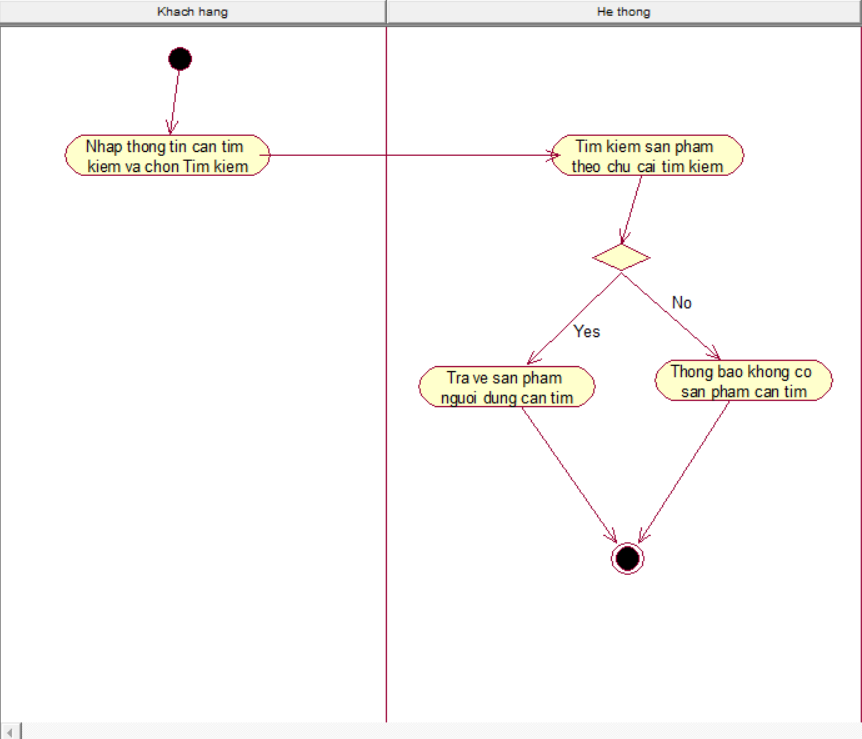 Khach hang
He thong
Nhap thong tin can tim
kiem va chon Tim kiem
Tim kiem san pham
theo chu cai tim kiem
No
Yes
Tra ve san pham
nguoi dung can tim
Thong bao khong co
san pham can tim